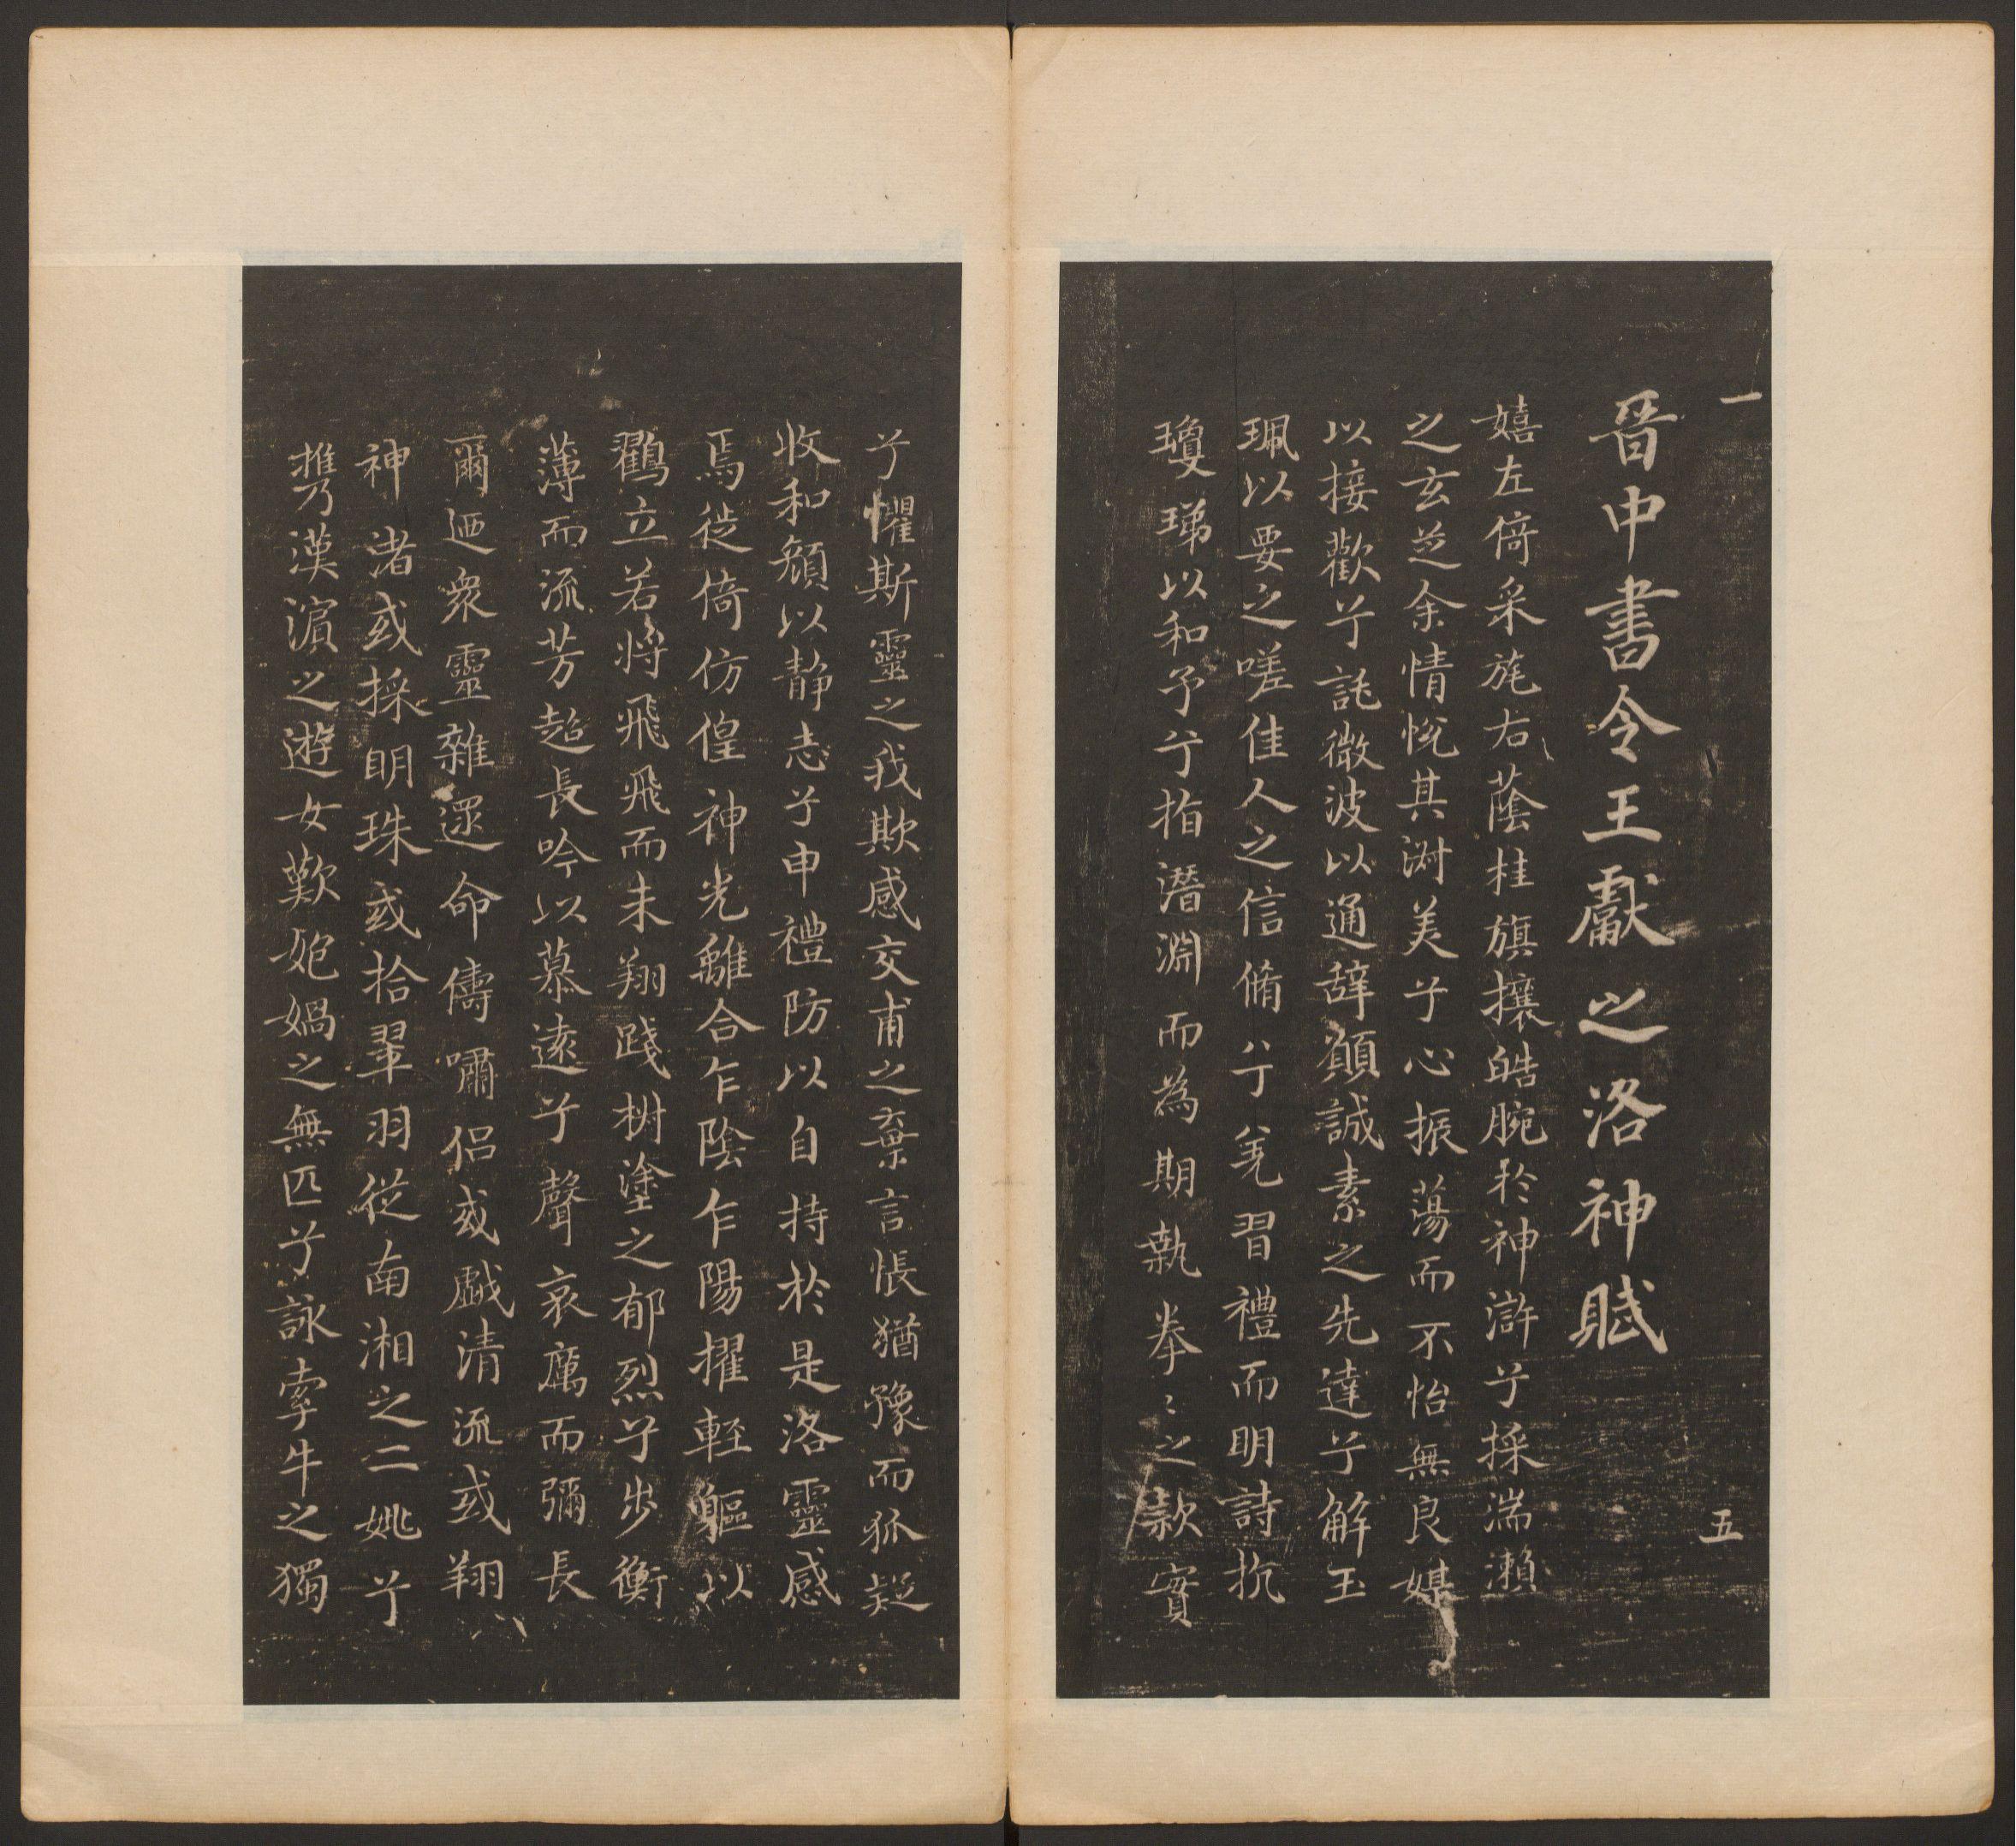 一 五
晉中書令王獻之洛神賦
嬉左倚采旄右蔭桂旗攘皓腕於神滸兮採湍瀨
之玄芝余情悅其淑美兮心振蕩而不怡無良媒
以接歡兮託微波以通辭願誠素之先達兮解玉
珮以要之嗟佳人之信脩兮羌習禮而明詩抗
瓊珶以和予兮指潛淵而為期執拳〻之款實
兮懼斯靈之我欺感交甫之棄言悵猶豫而狐疑
收和顏以靜志兮申禮防以自持於是洛靈感
焉徙倚仿偟神光離合乍陰乍陽擢輕軀以
鶴立若將飛飛而未翔踐椒塗之郁烈兮步衡
薄而流芳超長吟以慕遠兮聲哀厲而彌長
爾迺衆靈雜遝命儔嘯侶或戲清流或翔
神渚或採明珠或拾翠羽從南湘之二姚兮
攜漢濱之遊女歎匏媧之無匹兮詠牽牛之獨